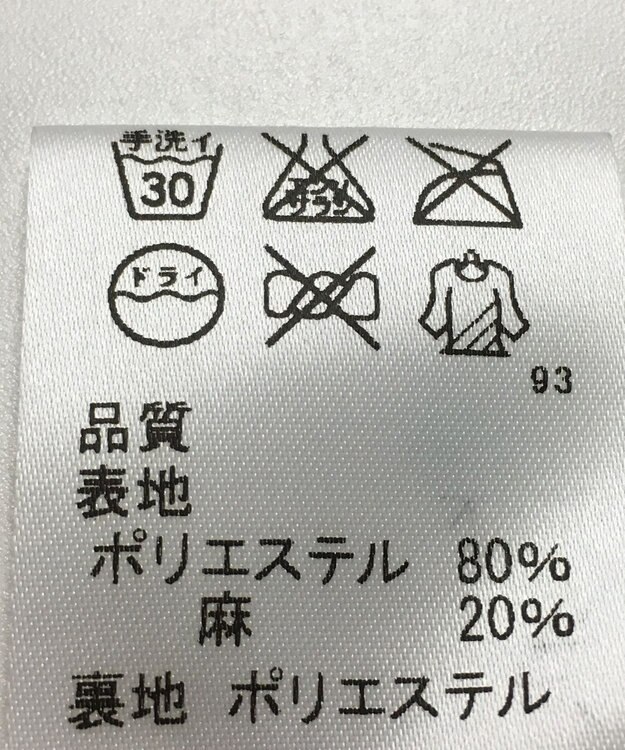 手洗イ
30
エンソ
サラシ
ドライ
93
品質
表地
ポリエステル 80%
麻 20%
裏地 ポリエステル